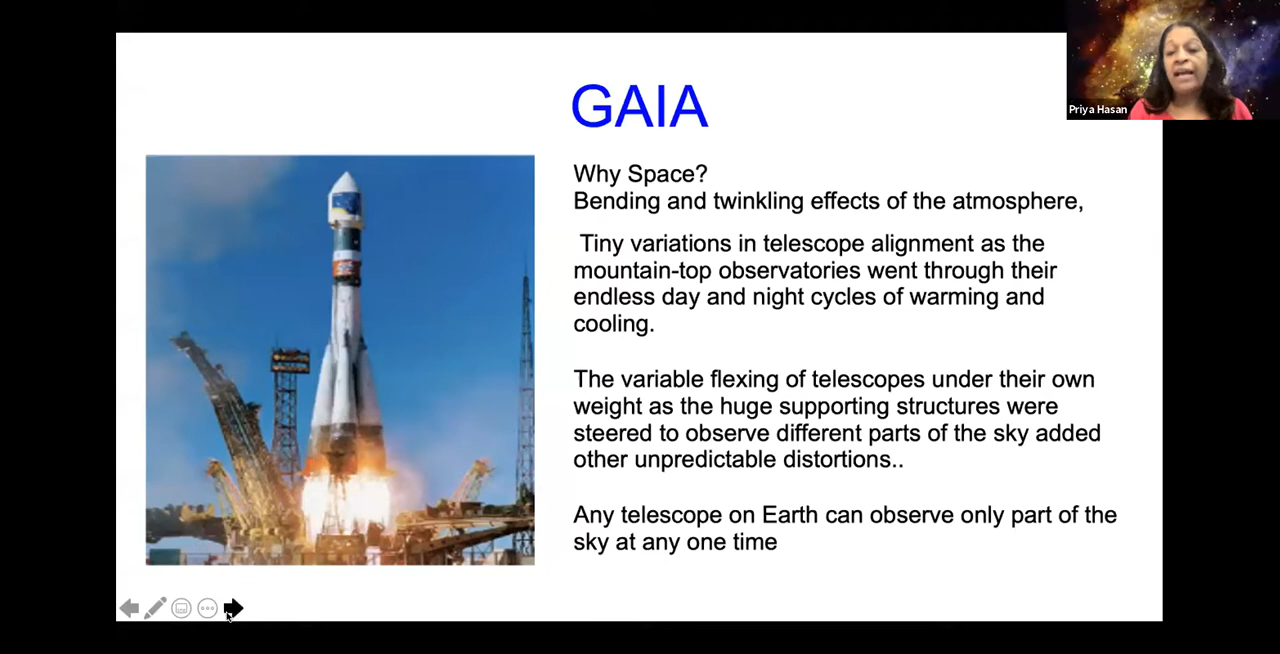 GAIA
Priya Hasan
Why Space?
Bending and twinkling effects of the atmosphere,
Tiny variations in telescope alignment as the
mountain-top observatories went through their
endless day and night cycles of warming and
cooling.
The variable flexing of telescopes under their own
weight as the huge supporting structures were
steered to observe different parts of the sky added
other unpredictable distortions..
Any telescope on Earth can observe only part of the
sky at any one time